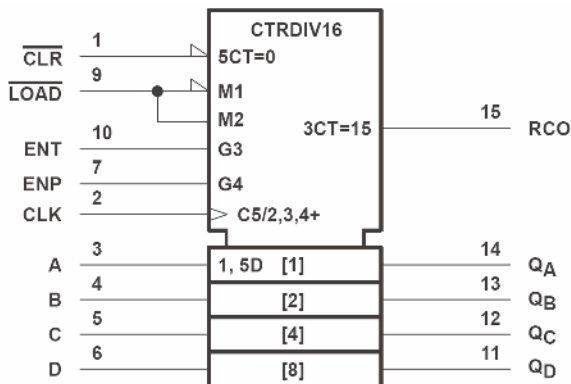 CTRDIV16
1
CLR 5CT=0
9
LOAD M1
M2
3CT=15 15 RCO
10
ENT G3
7
ENP G4
2
CLK C5/2,3,4+
3 14
A 1, 5D [1] QA
4 13
B [2] QB
5 12
C [4] QC
6 11
D [8] QD